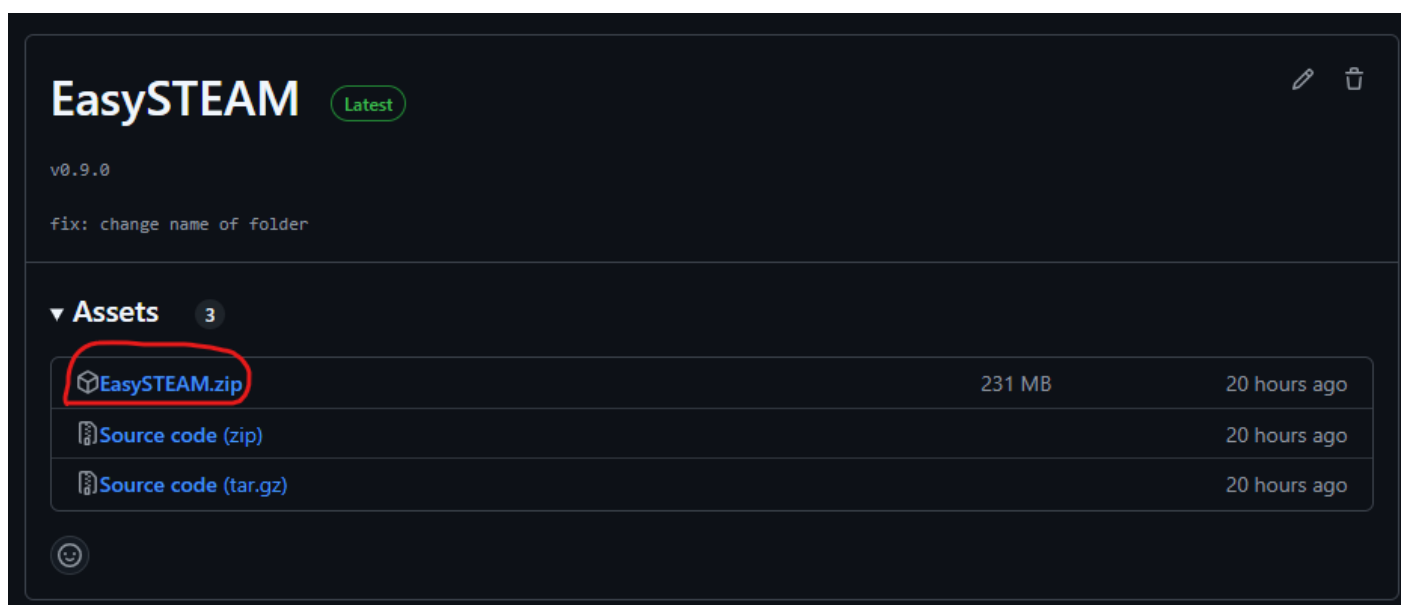 EasySTEAM Latest
v0.9.0
fix: change name of folder
Assets 3
EasySTEAM.zip 231 MB 20 hours ago
Source code (zip) 20 hours ago
Source code (tar.gz) 20 hours ago